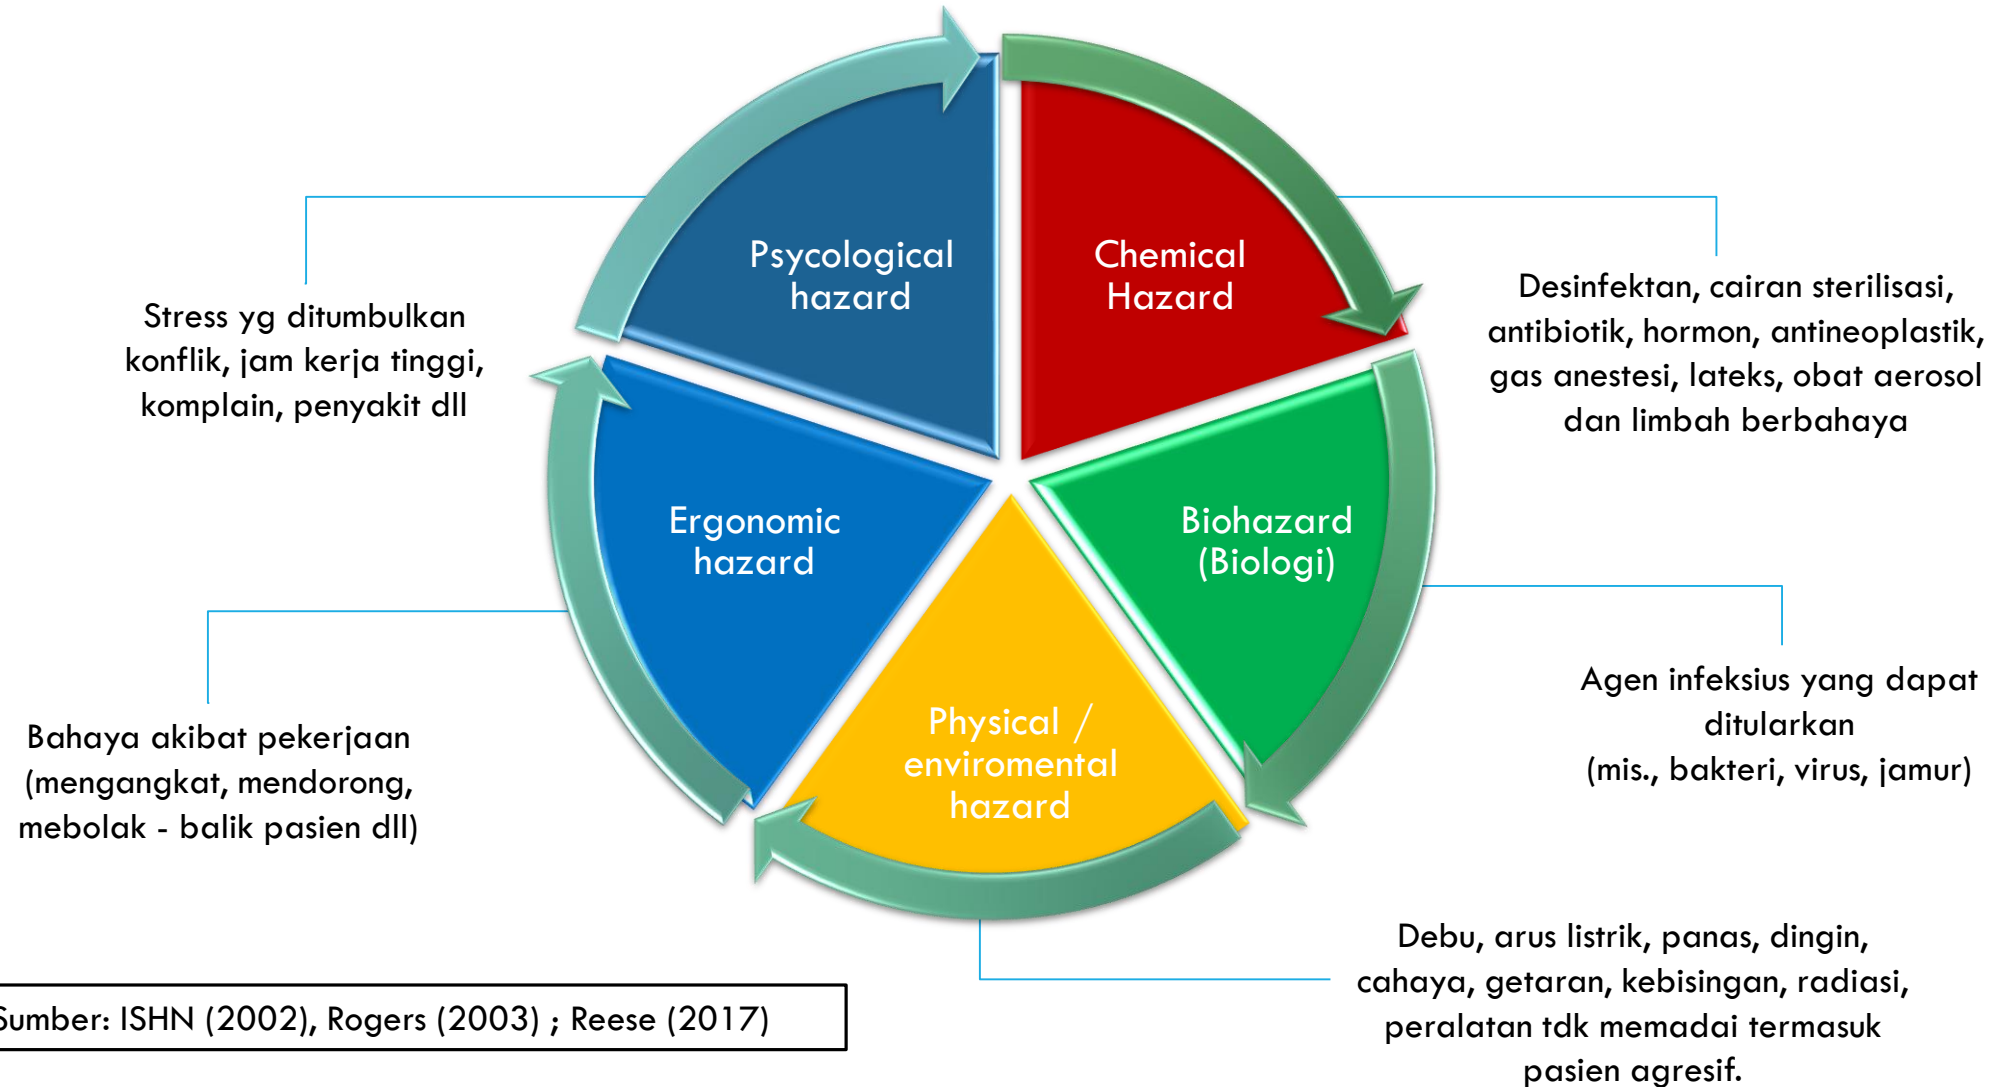 Psycological
hazard
Chemical
Hazard
Biohazard
(Biologi)
Physical /
enviromental
hazard
Ergonomic
hazard
Stress yg ditumbulkan
konflik, jam kerja tinggi,
komplain, penyakit dll
Desinfektan, cairan sterilisasi,
antibiotik, hormon, antineoplastik,
gas anestesi, lateks, obat aerosol
dan limbah berbahaya
Agen infeksius yang dapat
ditularkan
(mis., bakteri, virus, jamur)
Bahaya akibat pekerjaan
(mengangkat, mendorong,
mebolak - balik pasien dll)
Debu, arus listrik, panas, dingin,
cahaya, getaran, kebisingan, radiasi,
peralatan tdk memadai termasuk
pasien agresif.
Sumber: ISHN (2002), Rogers (2003) ; Reese (2017)